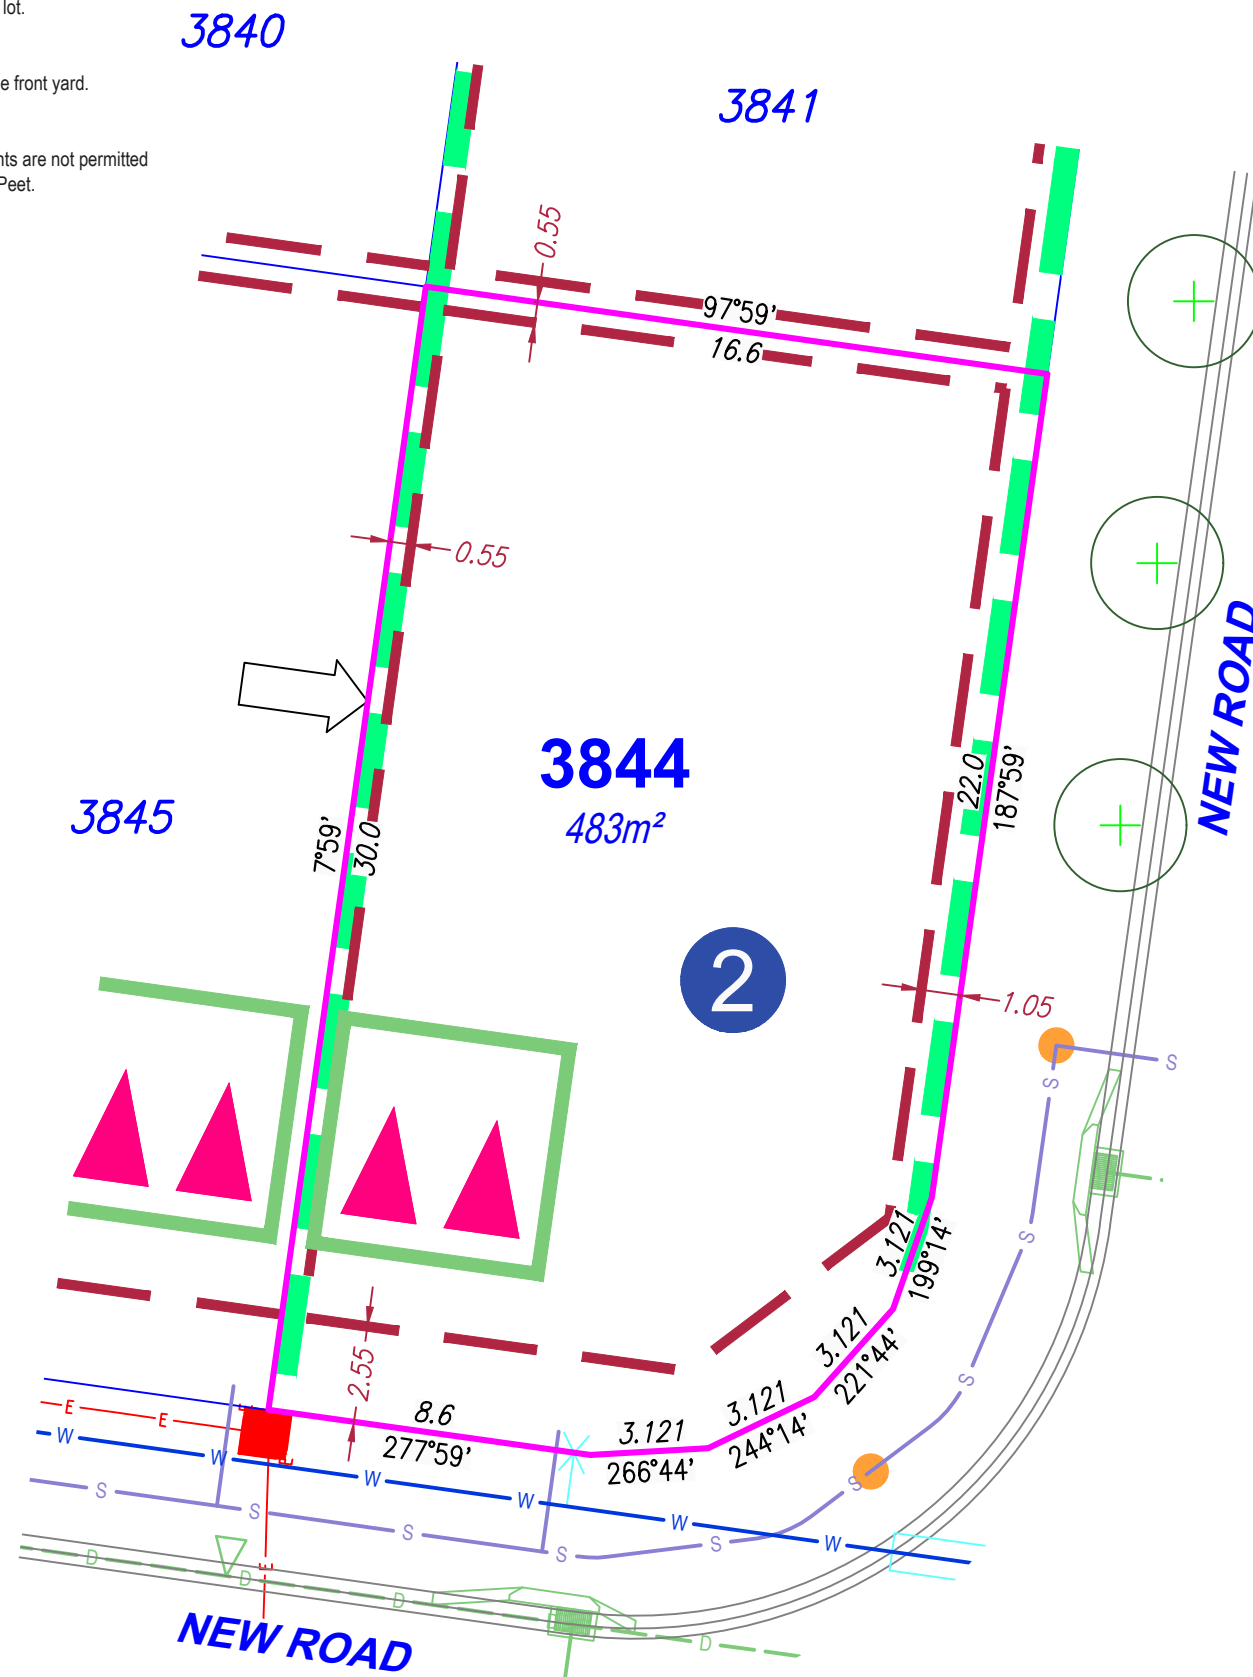 lot.
3840
e front yard.
3841
nts are not permitted
Peet.
0.55
97°59'
16.6
0.55
NEW ROAD
3844
483m²
22.0
187°59'
3845
7°59'
30.0
2
1.05
S
S
S
3.121
199°14'
2.55
3.121
221°44'
S
8.6
277°59'
3.121
266°44'
3.121
244°14'
E
E
E
E
W
W
W
W
W
W
S
S
S
S
S
S
E
D
D
D
D
NEW ROAD